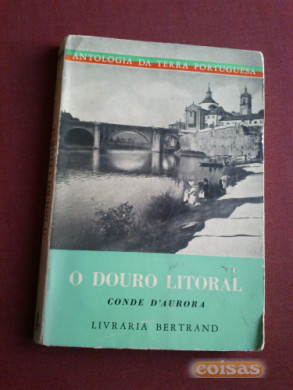 ANTOLOGIA DA TERRA PORTUGUESA
O DOURO LITORAL
CONDE D'AURORA
LIVRARIA BERTRAND
coisas